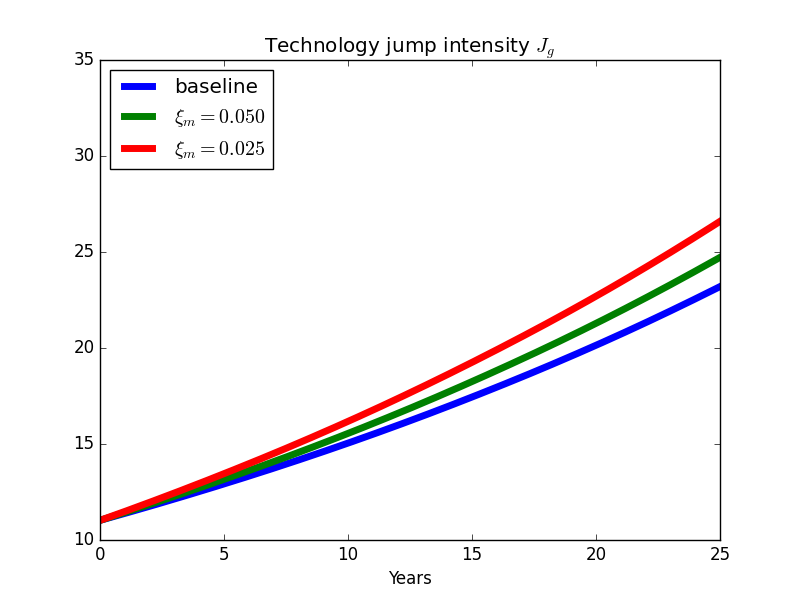 Technology jump intensity $J_g$
35
30
25
20
15
10
baseline
$\xi_m = 0.050$
$\xi_m = 0.025$
0 5 10 15 20 25
Years